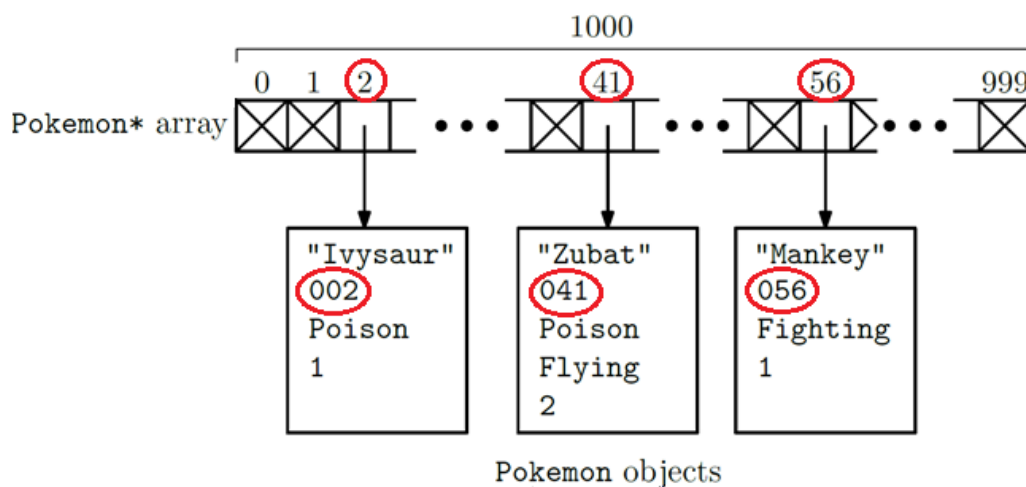 1000
0 1 2 41 56 999
Pokemon* array
"Ivysaur" "Zubat" "Mankey"
002 041 056
Poison Poison Fighting
1 Flying 1
2
Pokemon objects